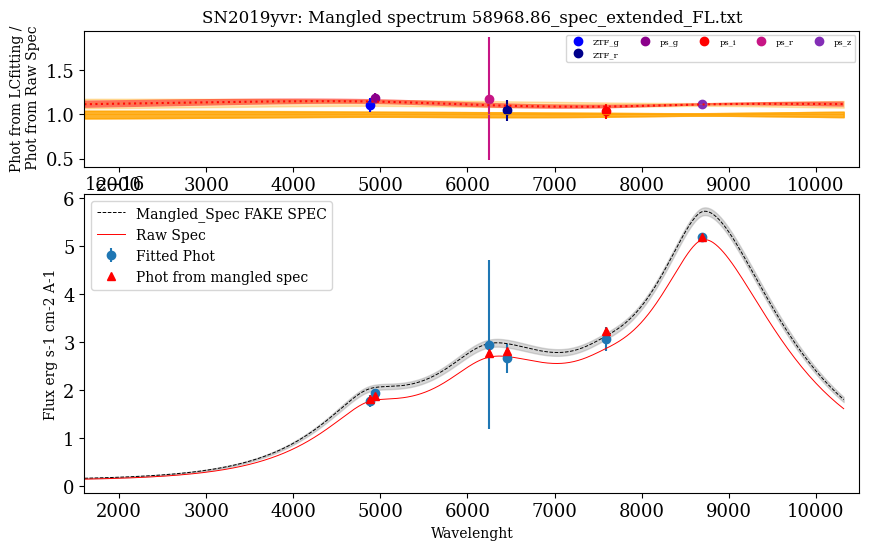 SN2019yvr: Mangled spectrum 58968.86_spec_extended_FL.txt
Phot from LCfitting /
Phot from Raw Spec
1.5
1.0
0.5
ZTF_g ps_g ps_i ps_r ps_z
ZTF_r
2000 3000 4000 5000 6000 7000 8000 9000 10000
1e−16
Flux erg s-1 cm-2 A-1
6
5
4
3
2
1
0
Mangled_Spec FAKE SPEC
Raw Spec
Fitted Phot
Phot from mangled spec
2000 3000 4000 5000 6000 7000 8000 9000 10000
Wavelenght